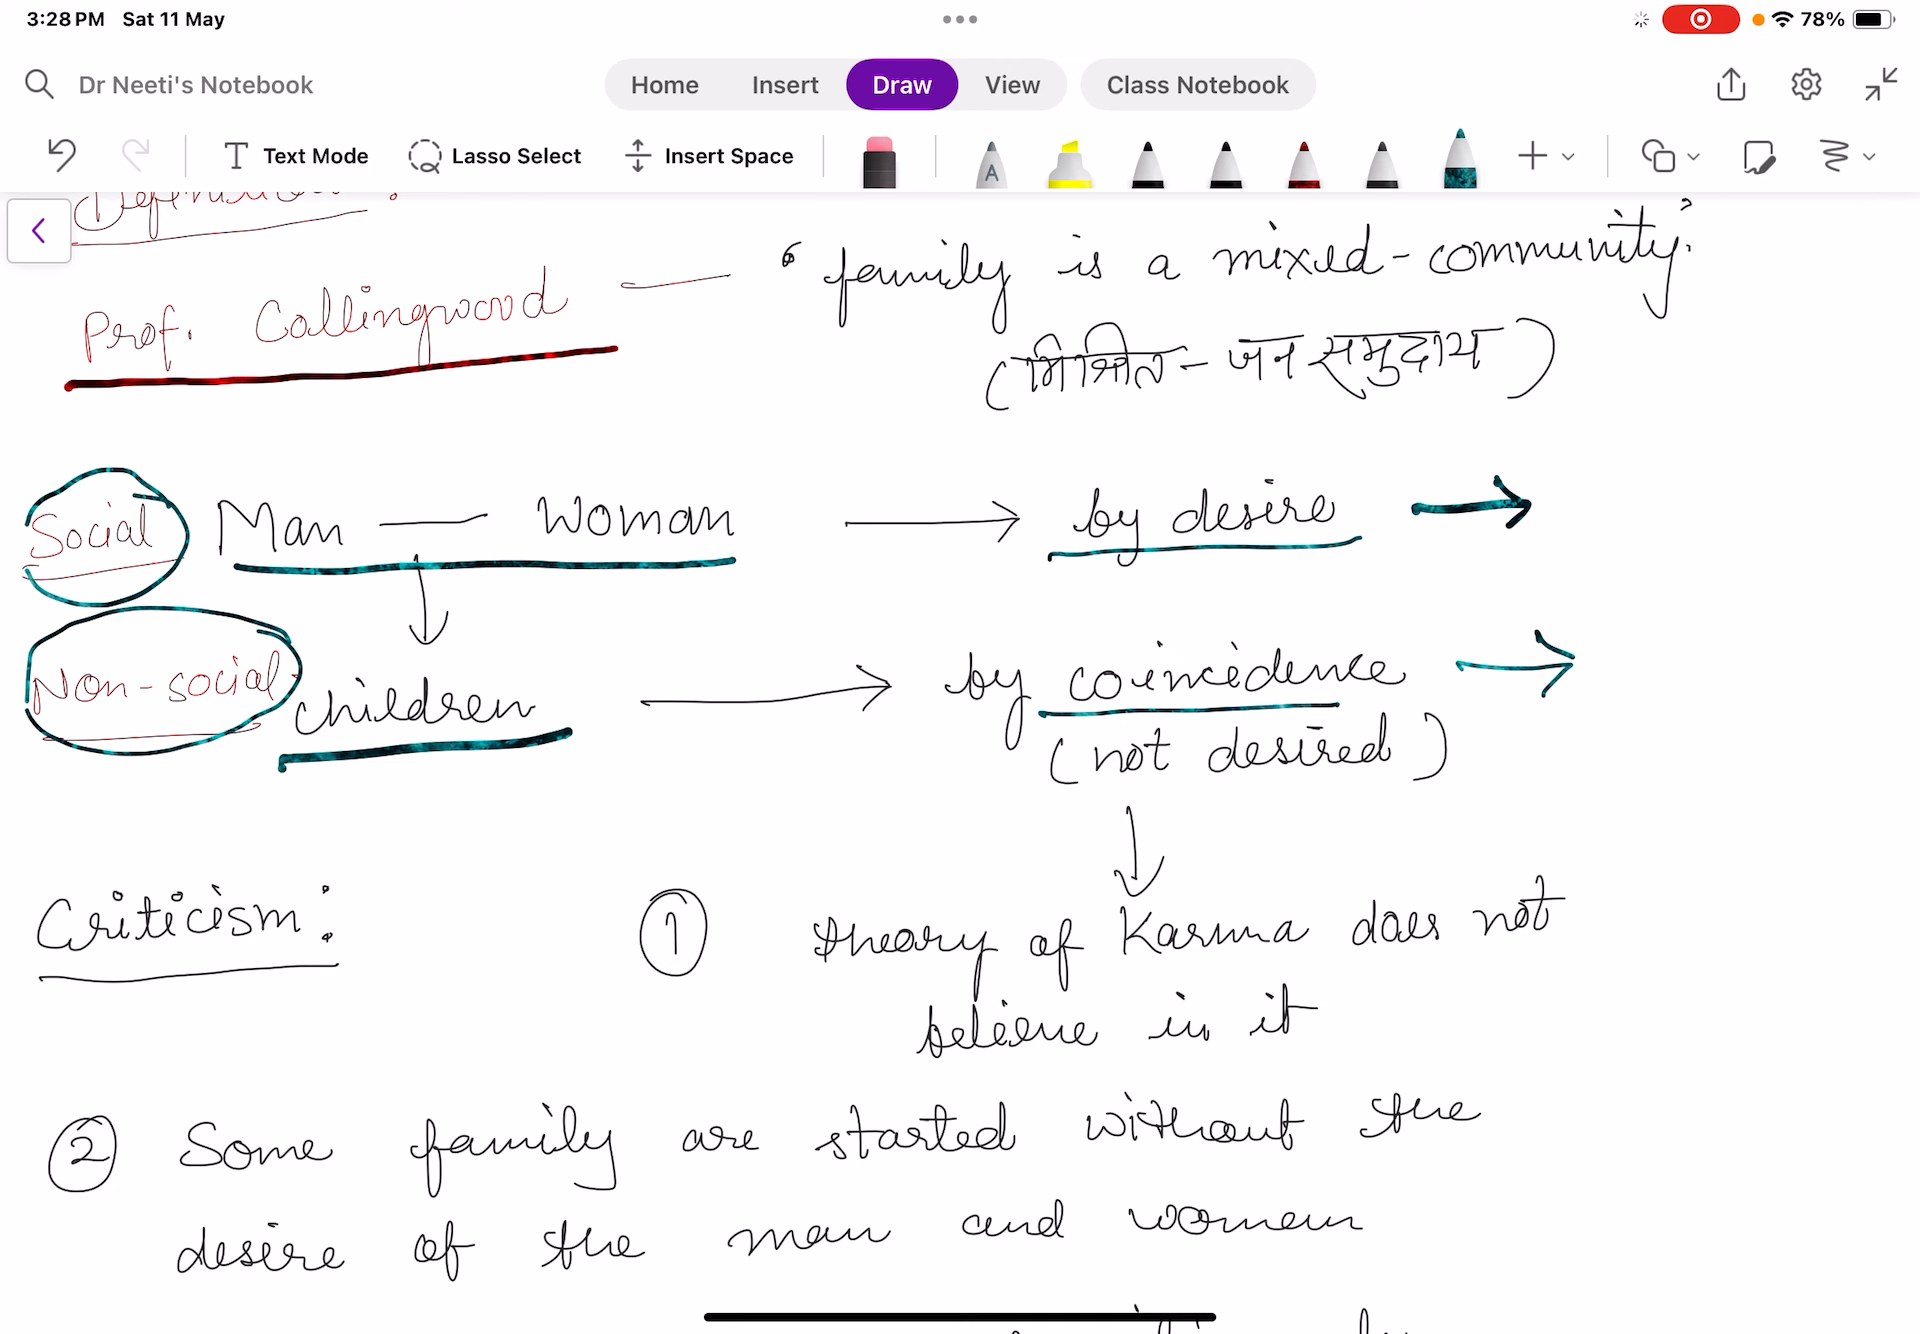 3:28 PM Sat 11 May
78%
Dr Neeti's Notebook
Home Insert Draw View Class Notebook
Text Mode Lasso Select Insert Space
A
Prof. Collingwood — “family is a mixed-community”
(मिश्रित - जन समुदाय)
Social Man — Woman → by desire →
Non-social children → by coincidence →
(not desired)
Criticism: 1 theory of Karma does not
believe in it
2 Some family are started without the
desire of the man and women